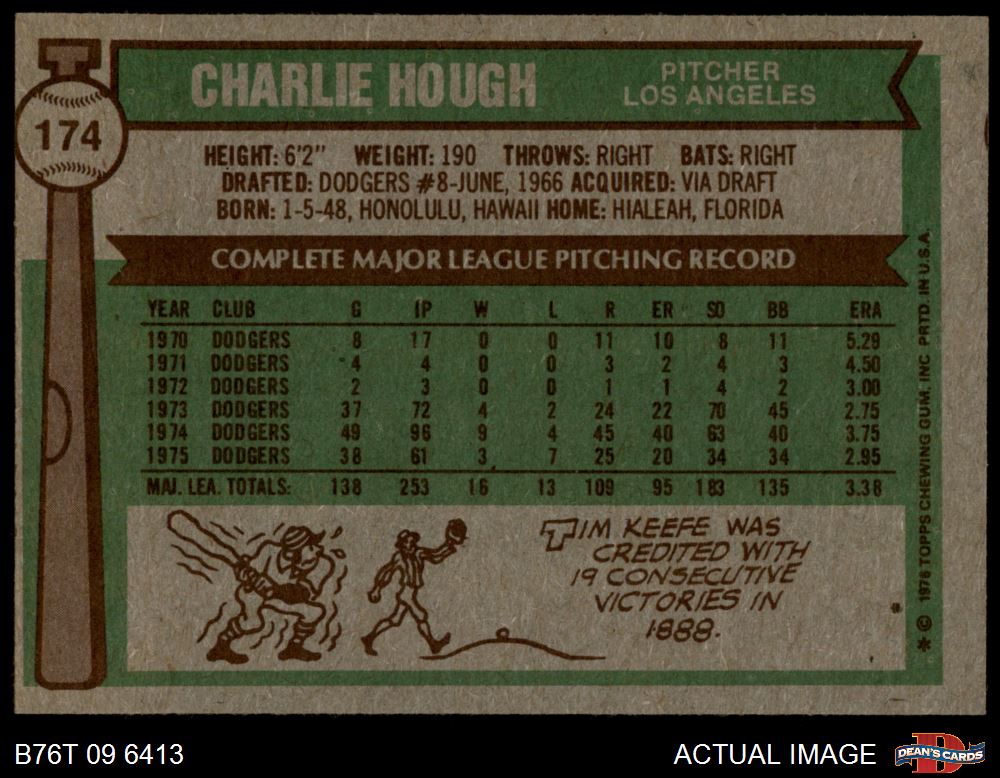 CHARLIE HOUGH
PITCHER
LOS ANGELES
174
HEIGHT: 6'2" WEIGHT: 190 THROWS: RIGHT BATS: RIGHT
DRAFTED: DODGERS #8-JUNE, 1966 ACQUIRED: VIA DRAFT
BORN: 1-5-48, HONOLULU, HAWAII HOME: HIALEAH, FLORIDA
COMPLETE MAJOR LEAGUE PITCHING RECORD
YEAR CLUB G IP W L R ER SO BB ERA
1970 DODGERS 8 17 0 0 11 10 8 11 5.29
1971 DODGERS 4 4 0 0 3 2 4 3 4.50
1972 DODGERS 2 3 0 0 1 1 4 2 3.00
1973 DODGERS 37 72 4 2 24 22 70 45 2.75
1974 DODGERS 49 96 9 4 45 40 63 40 3.75
1975 DODGERS 38 61 3 7 25 20 34 34 2.95
MAJ. LEA. TOTALS: 138 253 16 13 109 95 183 135 3.38
TIM KEEFE WAS
CREDITED WITH
19 CONSECUTIVE
VICTORIES IN
1888.
* © 1976 TOPPS CHEWING GUM, INC PRTD. IN U.S.A.
B76T 09 6413
ACTUAL IMAGE
DEAN'S CARDS